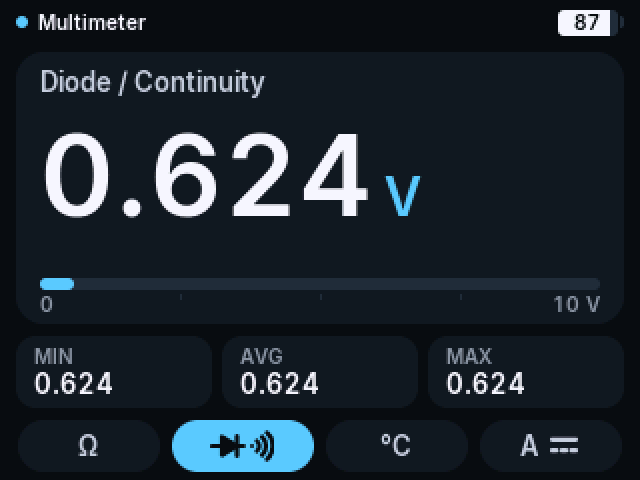 Multimeter
87
Diode / Continuity
0.624 V
0
10 V
MIN
0.624
AVG
0.624
MAX
0.624
Ω
°C
A